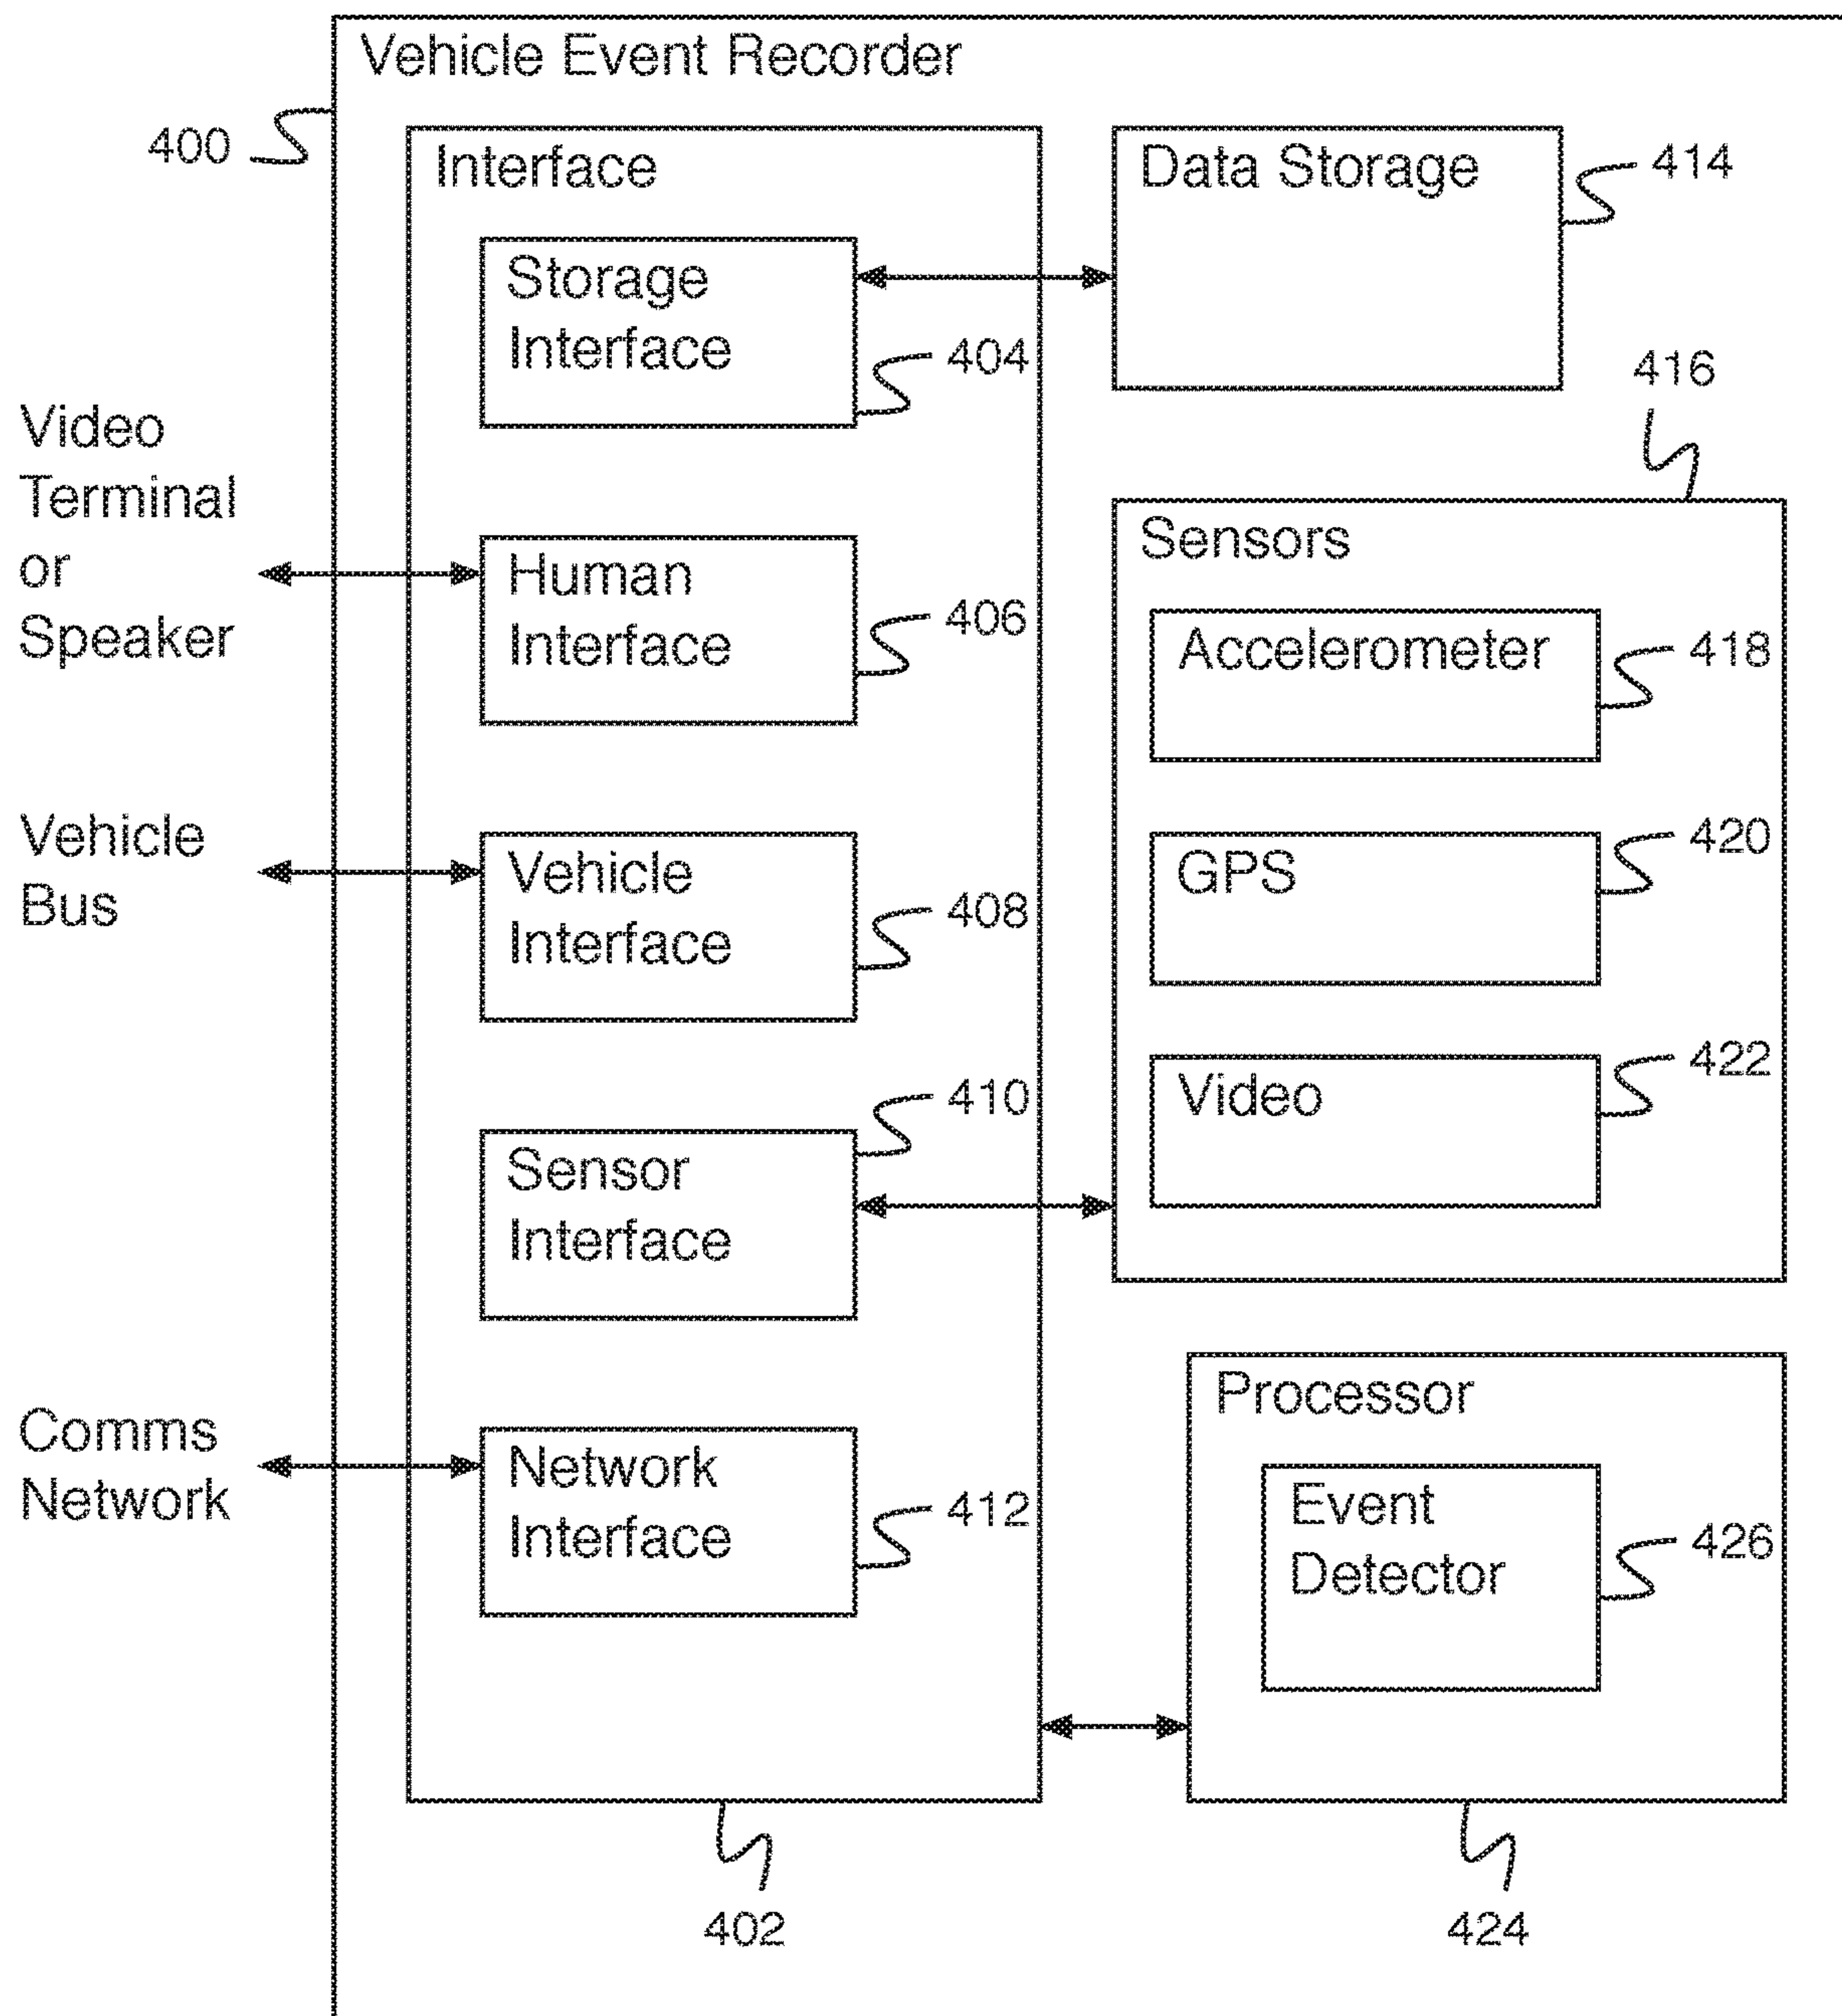 Vehicle Event Recorder
400
Interface
Data Storage
414
Storage
Interface
404
416
Video
Terminal
or
Speaker
Sensors
Human
Interface
406
Accelerometer
418
Vehicle
Bus
Vehicle
Interface
408
GPS
420
410
Video
422
Sensor
Interface
Processor
Comms
Network
Network
Interface
412
Event
Detector
426
402
424